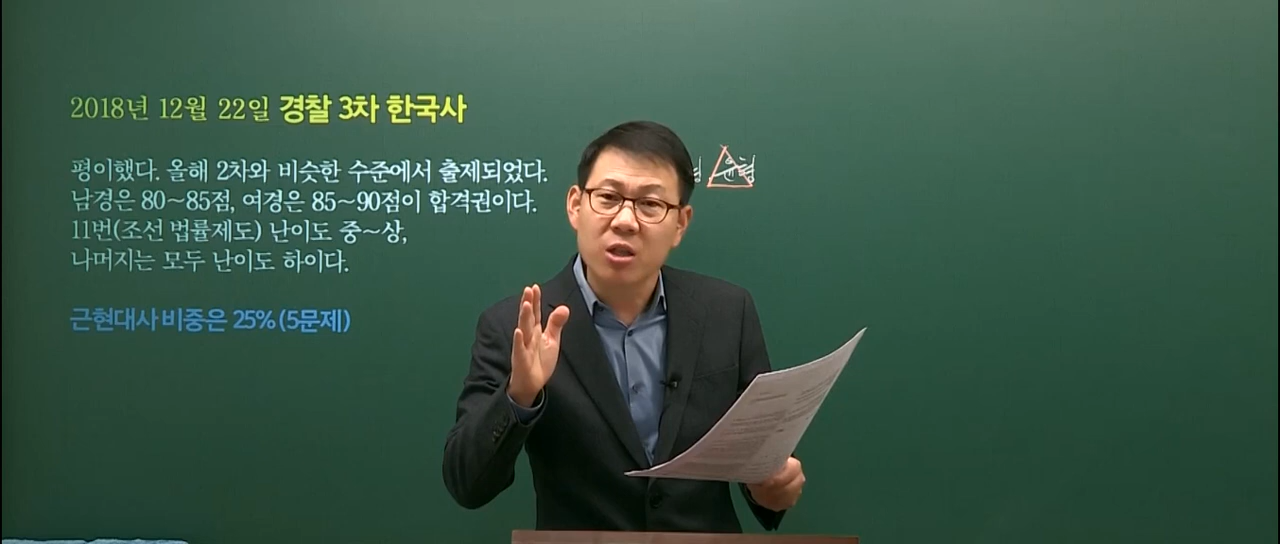 2018년 12월 22일 경찰 3차 한국사
평이했다. 올해 2차와 비슷한 수준에서 출제되었다.
남경은 80~85점, 여경은 85~90점이 합격권이다.
11번(조선 법률제도) 난이도 중~상,
나머지는 모두 난이도 하이다.
근현대사 비중은 25% (5문제)